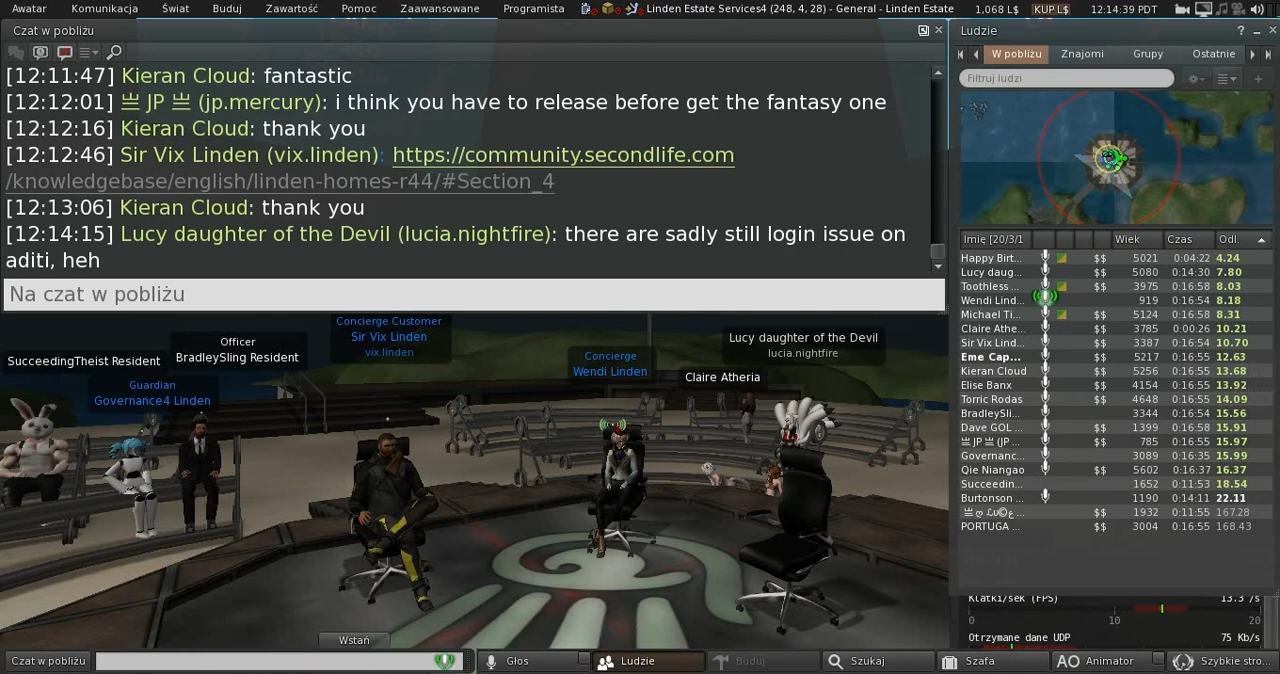 Awatar Komunikacja Świat Buduj Zawartość Pomoc Zaawansowane Programista Linden Estate Services4 (248, 4, 28) - General - Linden Estate 1,068 L$ KUP L$ 12:14:39 PDT
Czat w pobliżu
[12:11:47] Kieran Cloud: fantastic
[12:12:01] 亗 JP 亗 (jp.mercury): i think you have to release before get the fantasy one
[12:12:16] Kieran Cloud: thank you
[12:12:46] Sir Vix Linden (vix.linden): https://community.secondlife.com
/knowledgebase/english/linden-homes-r44/#Section_4
[12:13:06] Kieran Cloud: thank you
[12:14:15] Lucy daughter of the Devil (lucia.nightfire): there are sadly still login issue on
aditi, heh
Na czat w pobliżu
Concierge Customer
Sir Vix Linden
vix.linden
Officer
BradleySling Resident
SucceedingTheist Resident
Guardian
Governance4 Linden
Concierge
Wendi Linden
Lucy daughter of the Devil
lucia.nightfire
Claire Atheria
Wstań
Ludzie
W pobliżu Znajomi Grupy Ostatnie
Filtruj ludzi
Imię [20/3/1 Wiek Czas Odl.
Happy Birt... $$ 5021 0:04:22 4.24
Lucy daug... $$ 5080 0:14:30 7.80
Toothless ... $$ 3975 0:16:58 8.03
Wendi Lind... 919 0:16:54 8.18
Michael Ti... $$ 5124 0:16:58 8.31
Claire Athe... $$ 3785 0:00:26 10.21
Sir Vix Lind... $$ 3387 0:16:54 10.70
Eme Cap... $$ 5217 0:16:55 12.63
Kieran Cloud $$ 5256 0:16:55 13.68
Elise Banx $$ 4154 0:16:55 13.92
Torric Rodas $$ 4648 0:16:55 14.09
BradleySli... 3344 0:16:54 15.56
Dave GOL ... $$ 1399 0:16:58 15.91
亗 JP 亗 (JP ... $$ 785 0:16:55 15.97
Governanc... 3089 0:16:35 15.99
Qie Niangao $$ 5602 0:16:37 16.37
Succeedin... 1652 0:11:53 18.54
Burtonson ... 1190 0:14:11 22.11
$$ 1932 0:11:55 167.28
PORTUGA ... $$ 3004 0:16:55 168.43
Klatki/sek (FPS) 13.3 /s
0 10 20
Otrzymane dane UDP 75 Kb/s
Czat w pobliżu Głos Ludzie Buduj Szukaj Szafa AO Animator Szybkie stro...